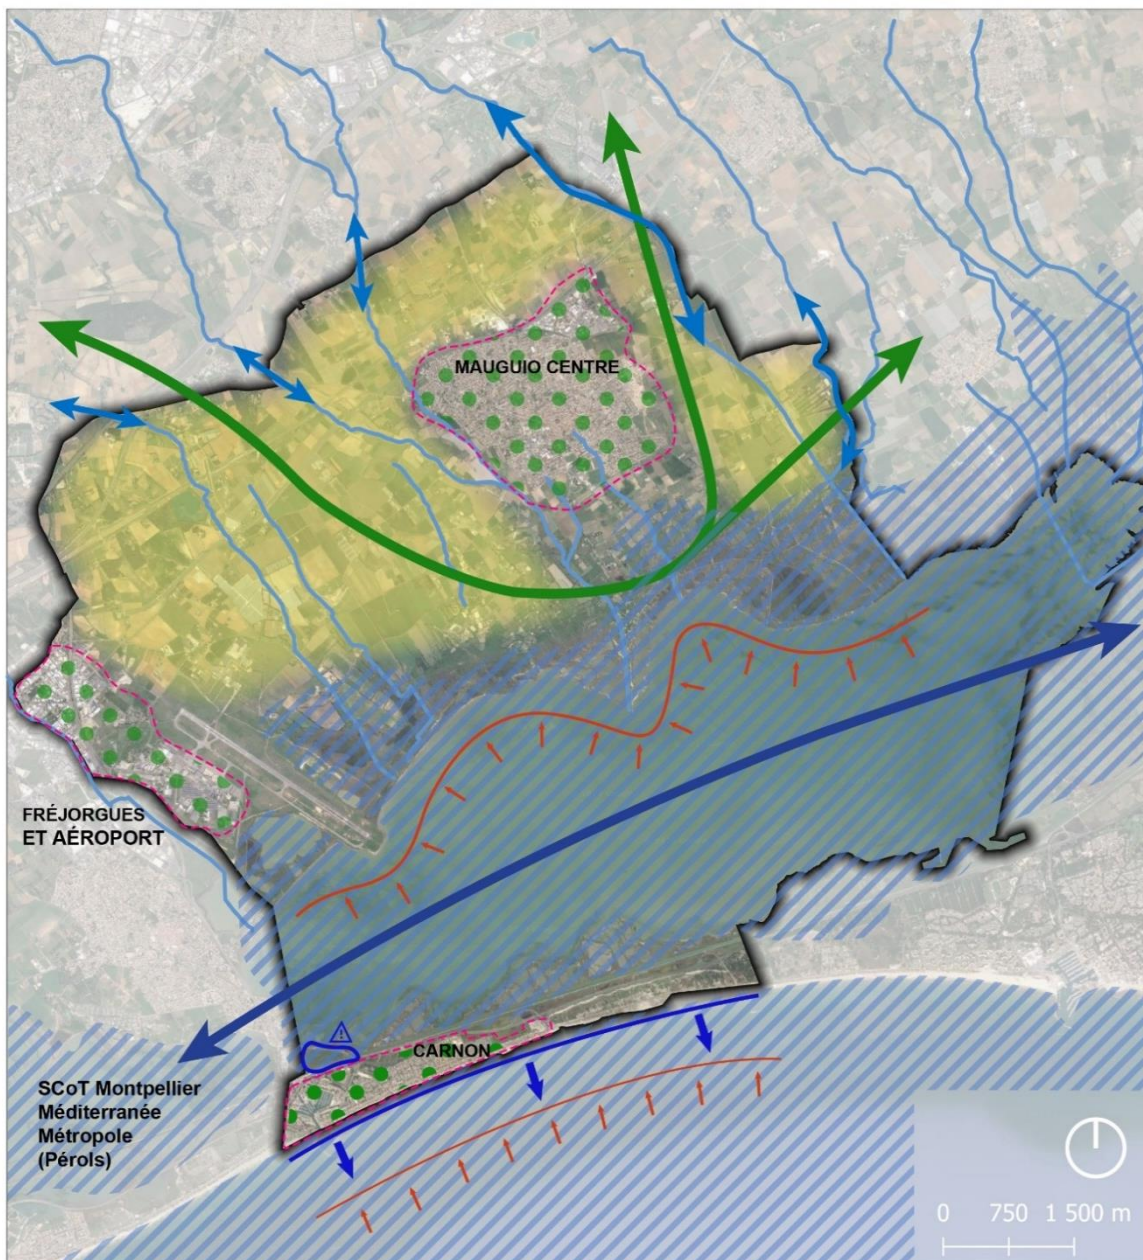 MAUGUIO CENTRE
FRÉJORGUES
ET AÉROPORT
CARNON
SCoT Montpellier
Méditerranée
Métropole
(Pérols)
0 750 1 500 m